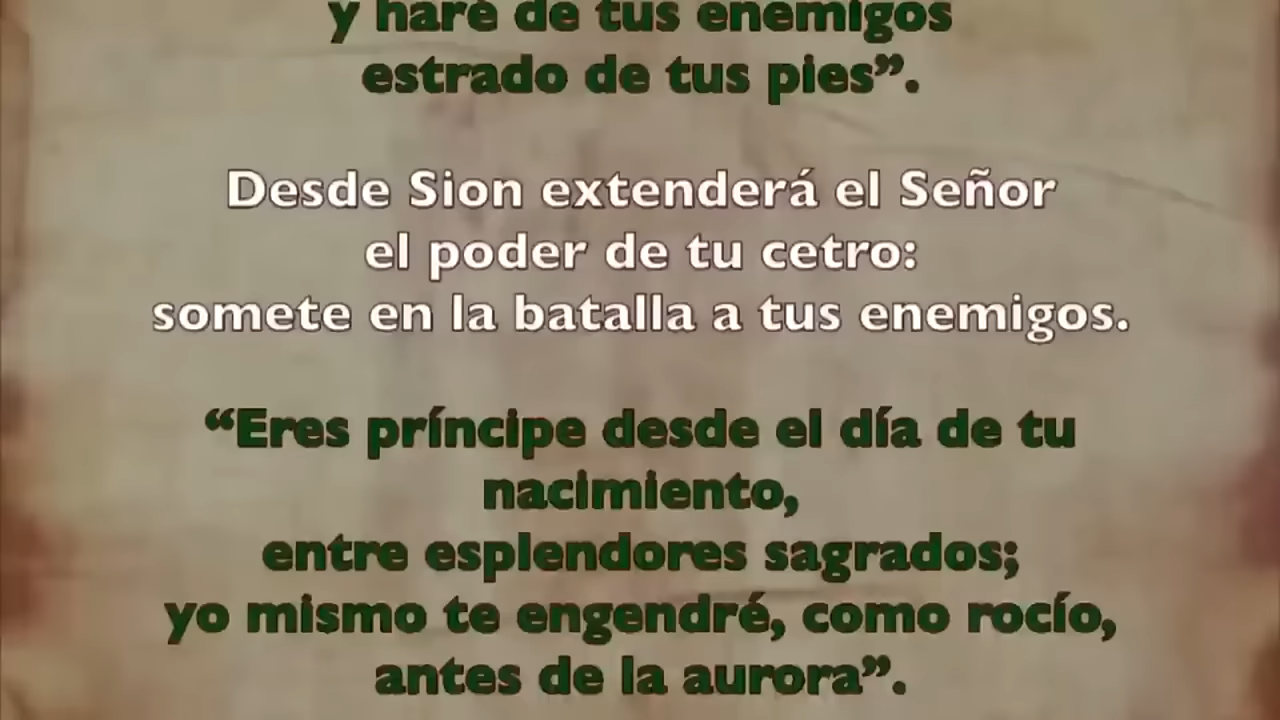 y haré de tus enemigos
estrado de tus pies”.
Desde Sion extenderá el Señor
el poder de tu cetro:
somete en la batalla a tus enemigos.
“Eres príncipe desde el día de tu
nacimiento,
entre esplendores sagrados;
yo mismo te engendré, como rocío,
antes de la aurora”.